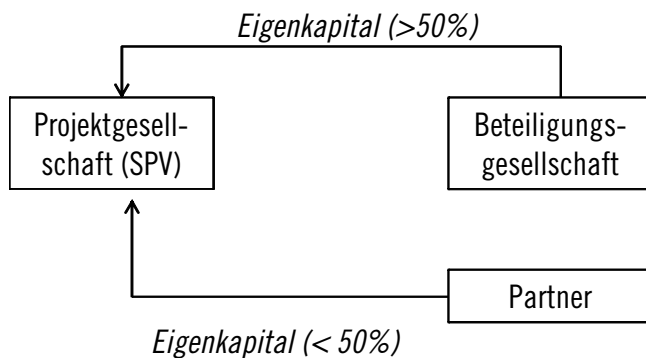 Eigenkapital (>50%)
Projektgesell-
schaft (SPV)
Beteiligungs-
gesellschaft
Partner
Eigenkapital (< 50%)